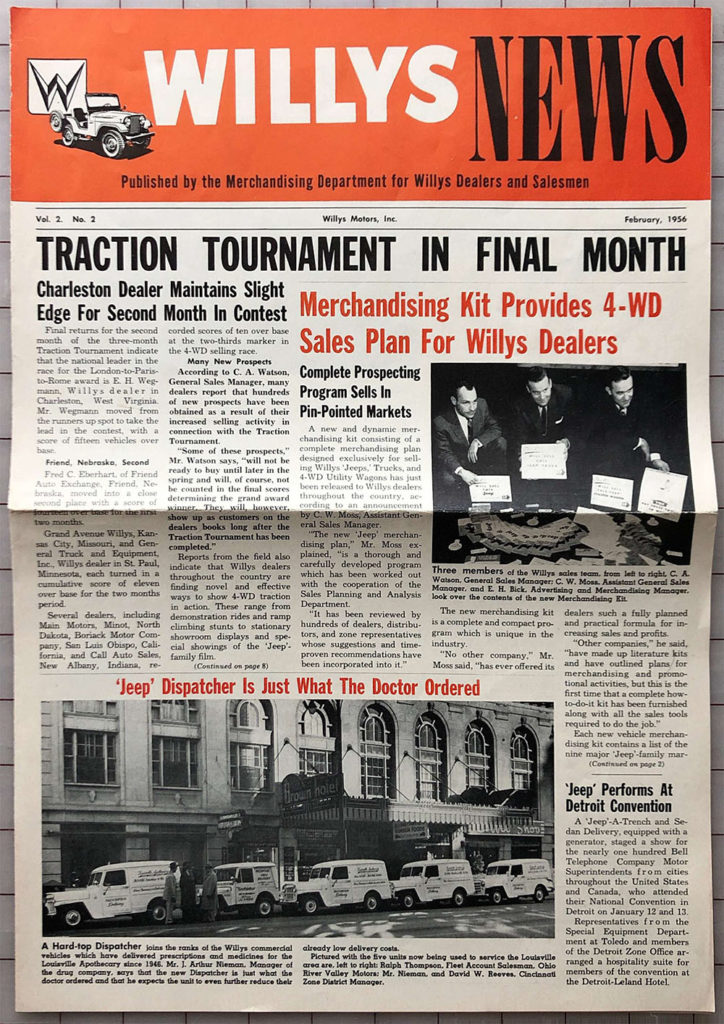 W
WILLYS NEWS
Published by the Merchandising Department for Willys Dealers and Salesmen
Vol. 2. No. 2
Willys Motors, Inc.
February, 1956
TRACTION TOURNAMENT IN FINAL MONTH
Charleston Dealer Maintains Slight
Edge For Second Month In Contest
Final returns for the second
month of the three-month
Traction Tournament indicate
that the national leader in the
race for the London-to-Paris-
to-Rome award is E. H. Weg-
mann, Willys dealer in
Charleston, West Virginia.
Mr. Wegmann moved from
the runners up spot to take the
lead in the contest, with a
score of fifteen vehicles over
base.
Friend, Nebraska, Second
Fred C. Eberhart, of Friend
Auto Exchange, Friend, Ne-
braska, moved into a close
second place with a score of
fourteen over base for the first
two months.
Grand Avenue Willys, Kan-
sas City, Missouri, and Gen-
eral Truck and Equipment,
Inc., Willys dealer in St. Paul,
Minnesota, each turned in a
cumulative score of eleven
over base for the two months
period.
Several dealers, including
Main Motors, Minot, North
Dakota, Boriack Motor Com-
pany, San Luis Obispo, Cal-
ifornia, and Call Auto Sales,
New Albany, Indiana, re-
corded scores of ten over base
at the two-thirds marker in
the 4-WD selling race.
Many New Prospects
According to C. A. Watson,
General Sales Manager, many
dealers report that hundreds
of new prospects have been
obtained as a result of their
increased selling activity in
connection with the Traction
Tournament.
"Some of these prospects,"
Mr. Watson says, "will not be
ready to buy until later in the
spring and will, of course, not
be counted in the final scores
determining the grand award
winner. They will, however,
show up as customers on the
dealers books long after the
Traction Tournament has been
completed."
Reports from the field also
indicate that Willys dealers
throughout the country are
finding novel and effective
ways to show 4-WD traction
in action. These range from
demonstration rides and ramp
climbing stunts to stationary
showroom displays and spe-
cial showings of the 'Jeep'-
family film.
(Continued on page 8)
Merchandising Kit Provides 4-WD
Sales Plan For Willys Dealers
Complete Prospecting
Program Sells In
Pin-Pointed Markets
A new and dynamic mer-
chandising kit consisting of a
complete merchandising plan
designed exclusively for sell-
ing Willys 'Jeeps', Trucks, and
4-WD Utility Wagons has just
been released to Willys dealers
throughout the country, ac-
cording to an announcement
by C. W. Moss, Assistant Gen-
eral Sales Manager.
"The new 'Jeep' merchan-
dising plan," Mr. Moss ex-
plained, "is a thorough and
carefully developed program
which has been worked out
with the cooperation of the
Sales Planning and Analysis
Department.
"It has been reviewed by
hundreds of dealers, distribu-
tors, and zone representatives
whose suggestions and time-
proven recommendations have
been incorporated into it."
Three members of the Willys sales team, from left to right, C. A.
Watson, General Sales Manager; C. W. Moss, Assistant General Sales
Manager, and E. H. Bick, Advertising and Merchandising Manager,
look over the contents of the new Merchandising Kit.
The new merchandising kit
is a complete and compact pro-
gram which is unique in the
industry.
"No other company," Mr.
Moss said, "has ever offered its
dealers such a fully planned
and practical formula for in-
creasing sales and profits.
"Other companies," he said,
"have made up literature kits
and have outlined plans for
merchandising and promo-
tional activities, but this is the
first time that a complete how-
to-do-it kit has been furnished
along with all the sales tools
required to do the job."
Each new vehicle merchan-
dising kit contains a list of the
nine major 'Jeep'-family mar-
(Continued on page 2)
'Jeep' Dispatcher Is Just What The Doctor Ordered
Brown hotel
A Hard-top Dispatcher joins the ranks of the Willys commercial
vehicles which have delivered prescriptions and medicines for the
Louisville Apothecary since 1946. Mr. J. Arthur Nieman, Manager of
the drug company, says that the new Dispatcher is just what the
doctor ordered and that he expects the unit to even further reduce their
already low delivery costs.
Pictured with the five units now being used to service the Louisville
area are, left to right: Ralph Thompson, Fleet Account Salesman, Ohio
River Valley Motors; Mr. Nieman, and David W. Reeves, Cincinnati
Zone District Manager.
'Jeep' Performs At
Detroit Convention
A 'Jeep'-A-Trench and Se-
dan Delivery, equipped with a
generator, staged a show for
the nearly one hundred Bell
Telephone Company Motor
Superintendents from cities
throughout the United States
and Canada, who attended
their National Convention in
Detroit on January 12 and 13.
Representatives from the
Special Equipment Depart-
ment at Toledo and members
of the Detroit Zone Office ar-
ranged a hospitality suite for
members of the convention at
the Detroit-Leland Hotel.